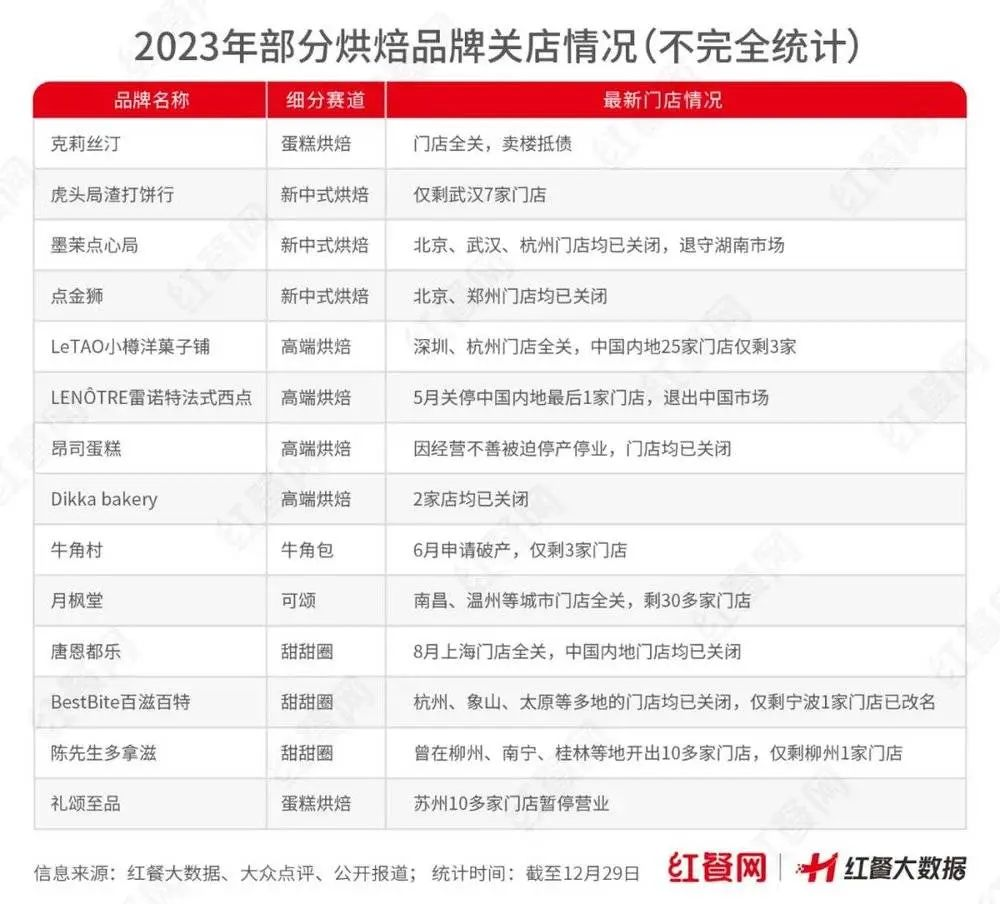 2023年部分烘焙品牌关店情况（不完全统计）
品牌名称 细分赛道 最新门店情况
克莉丝汀 蛋糕烘焙 门店全关，卖楼抵债
虎头局渣打饼行 新中式烘焙 仅剩武汉7家门店
墨茉点心局 新中式烘焙 北京、武汉、杭州门店均已关闭，退守湖南市场
点金狮 新中式烘焙 北京、郑州门店均已关闭
LeTAO小樽洋菓子铺 高端烘焙 深圳、杭州门店全关，中国内地25家门店仅剩3家
LENÔTRE雷诺特法式西点 高端烘焙 5月关停中国内地最后1家门店，退出中国市场
昂司蛋糕 高端烘焙 因经营不善被迫停产停业，门店均已关闭
Dikka bakery 高端烘焙 2家店均已关闭
牛角村 牛角包 6月申请破产，仅剩3家门店
月枫堂 可颂 南昌、温州等城市门店全关，剩30多家门店
唐恩都乐 甜甜圈 8月上海门店全关，中国内地门店均已关闭
BestBite百滋百特 甜甜圈 杭州、象山、太原等多地的门店均已关闭，仅剩宁波1家门店已改名
陈先生多拿滋 甜甜圈 曾在柳州、南宁、桂林等地开出10多家门店，仅剩柳州1家门店
礼颂至品 蛋糕烘焙 苏州10多家门店暂停营业
信息来源：红餐大数据、大众点评、公开报道； 统计时间：截至12月29日
红餐网 红餐大数据